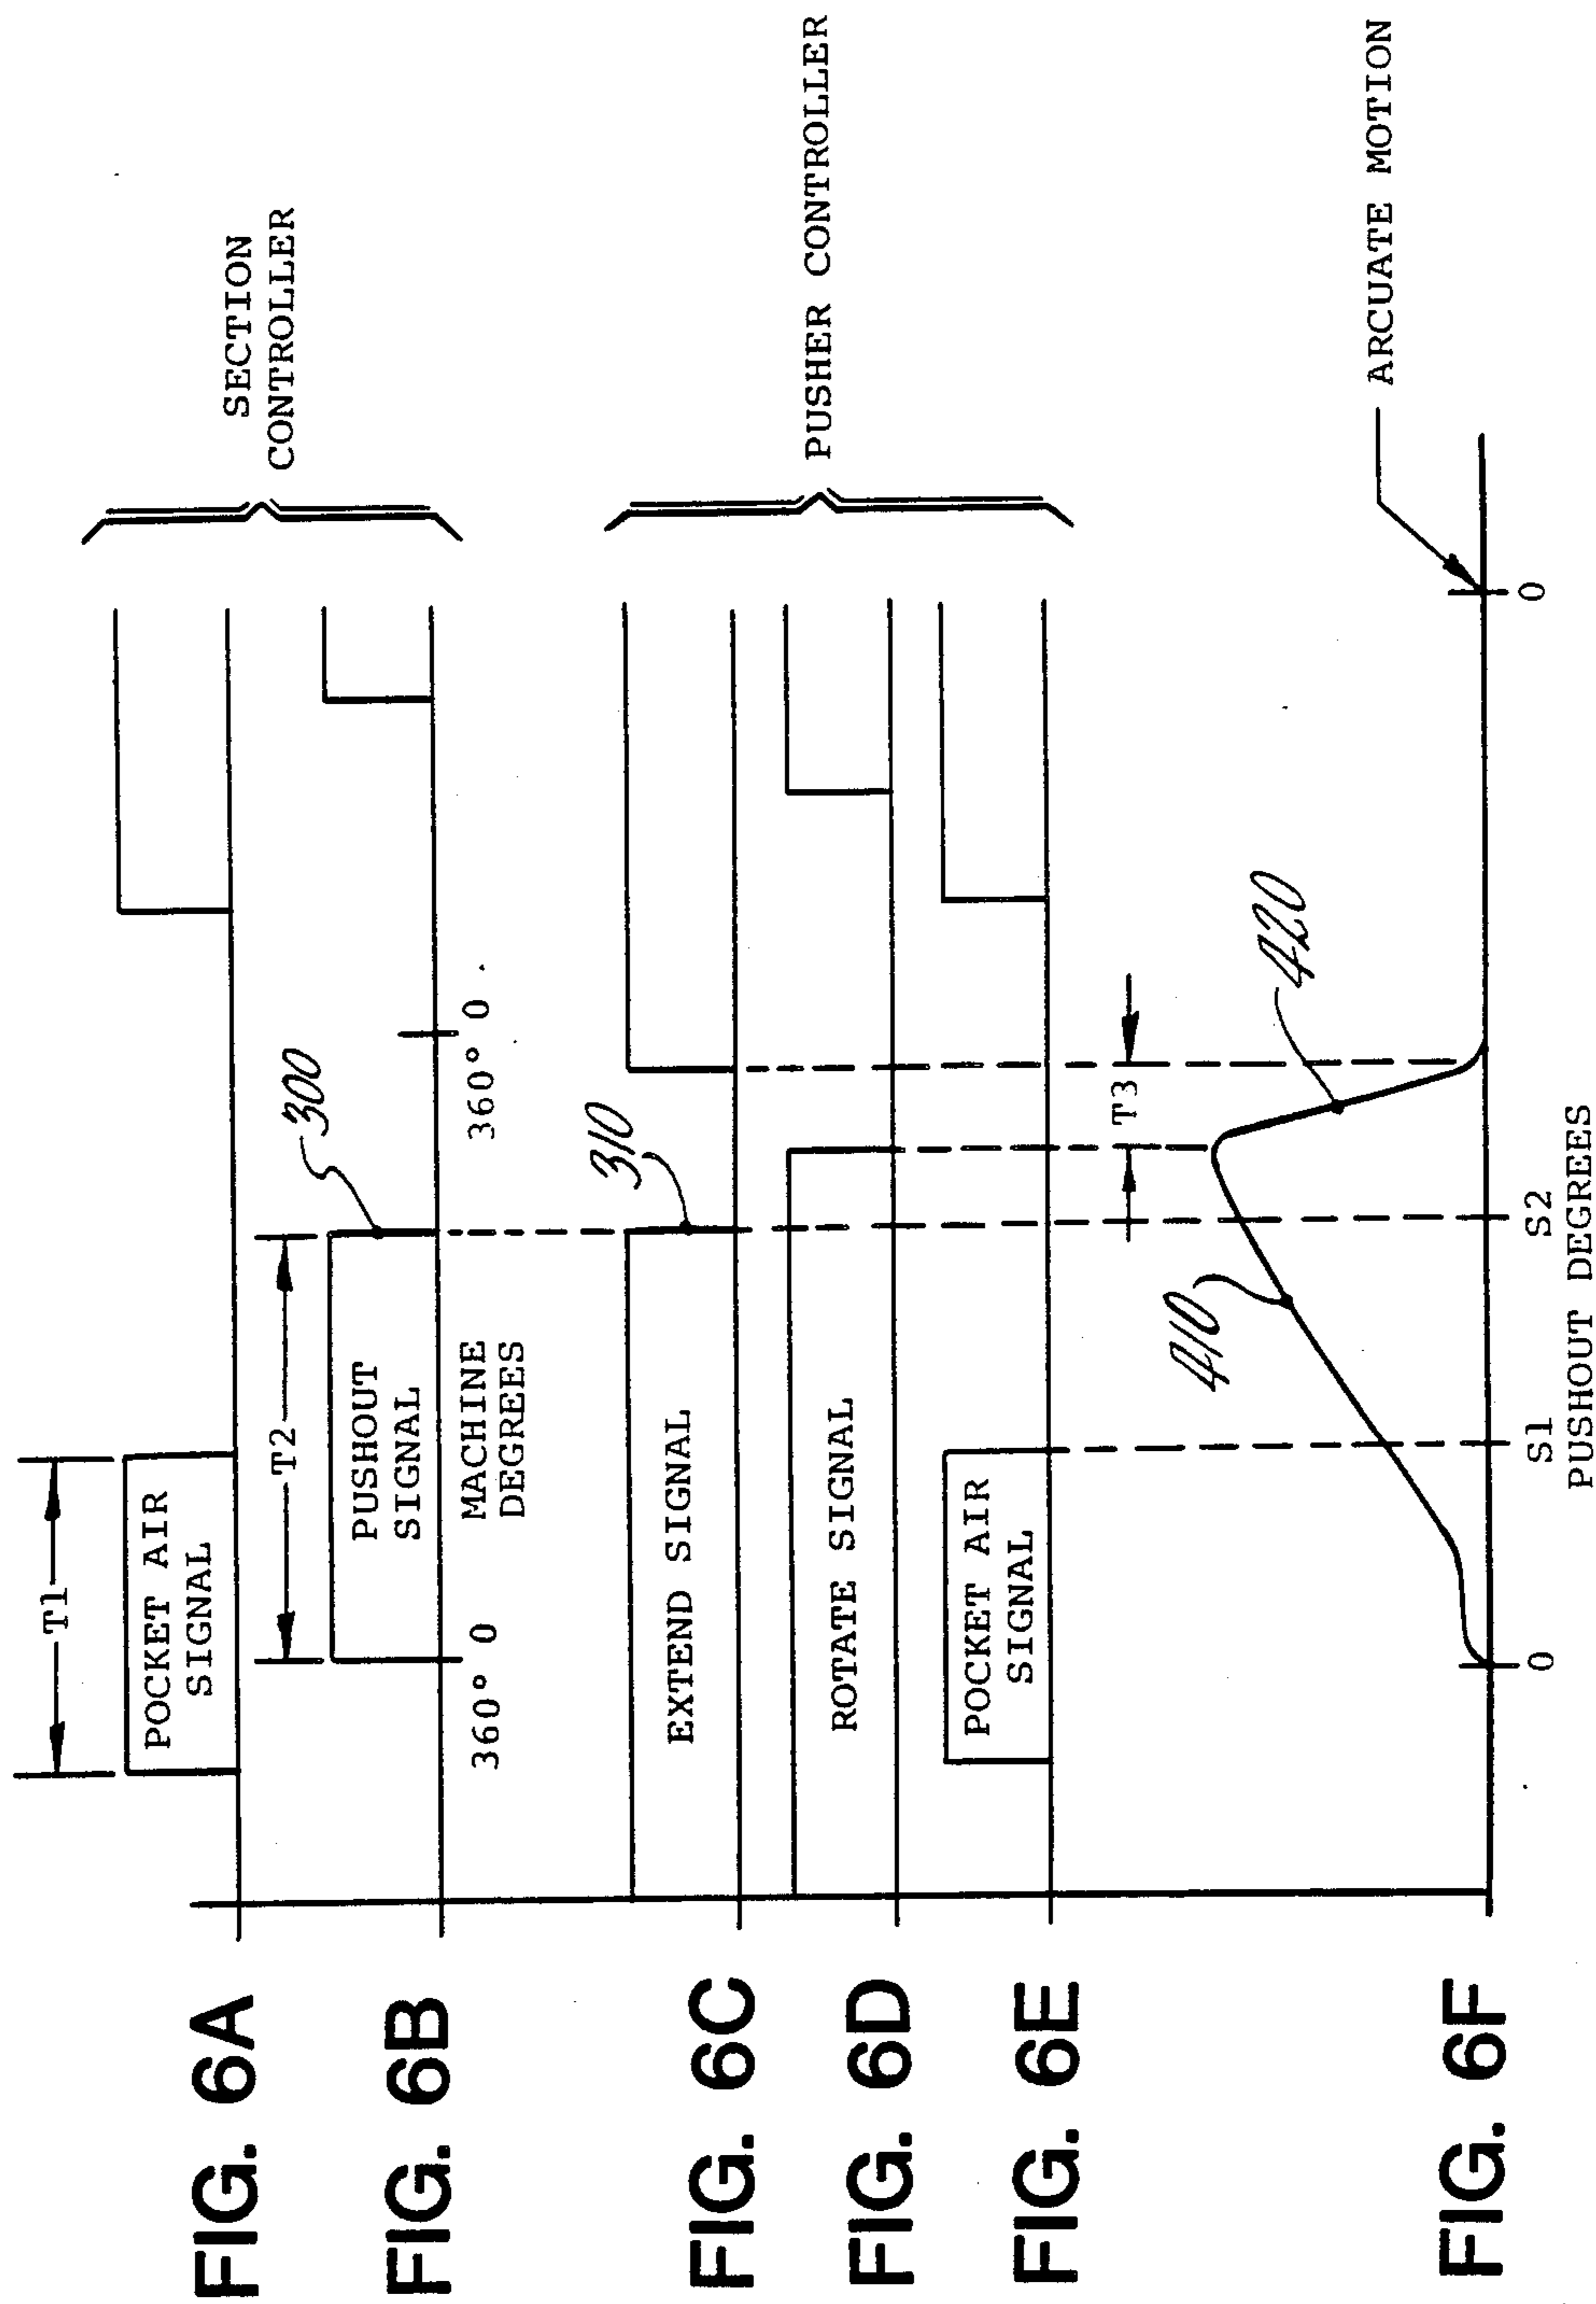 FIG. 6A
T1
POCKET AIR
SIGNAL
SECTION
CONTROLLER
FIG. 6B
T2
PUSHOUT
SIGNAL
300
360° 0
MACHINE
DEGREES
360° 0
FIG. 6C
EXTEND SIGNAL
310
PUSHER CONTROLLER
FIG. 6D
ROTATE SIGNAL
FIG. 6E
POCKET AIR
SIGNAL
T3
FIG. 6F
410
420
ARCUATE MOTION
0
S1
S2
0
PUSHOUT DEGREES